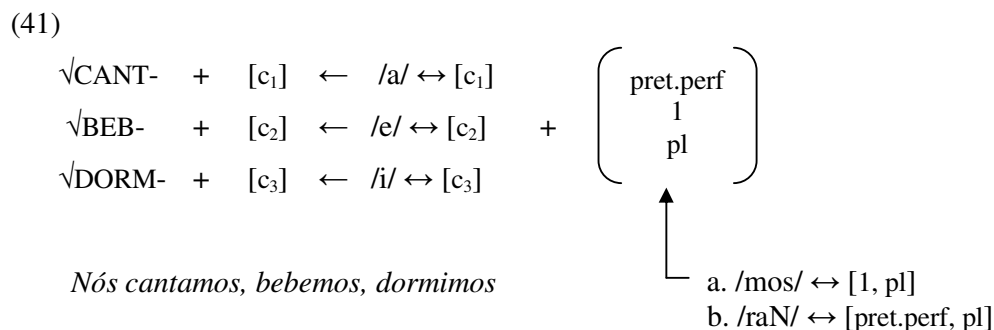 (41)
√CANT- + [c₁] ← /a/ ↔ [c₁]
√BEB- + [c₂] ← /e/ ↔ [c₂] +
√DORM- + [c₃] ← /i/ ↔ [c₃]
pret.perf
1
pl
Nós cantamos, bebemos, dormimos
a. /mos/ ↔ [1, pl]
b. /raN/ ↔ [pret.perf, pl]